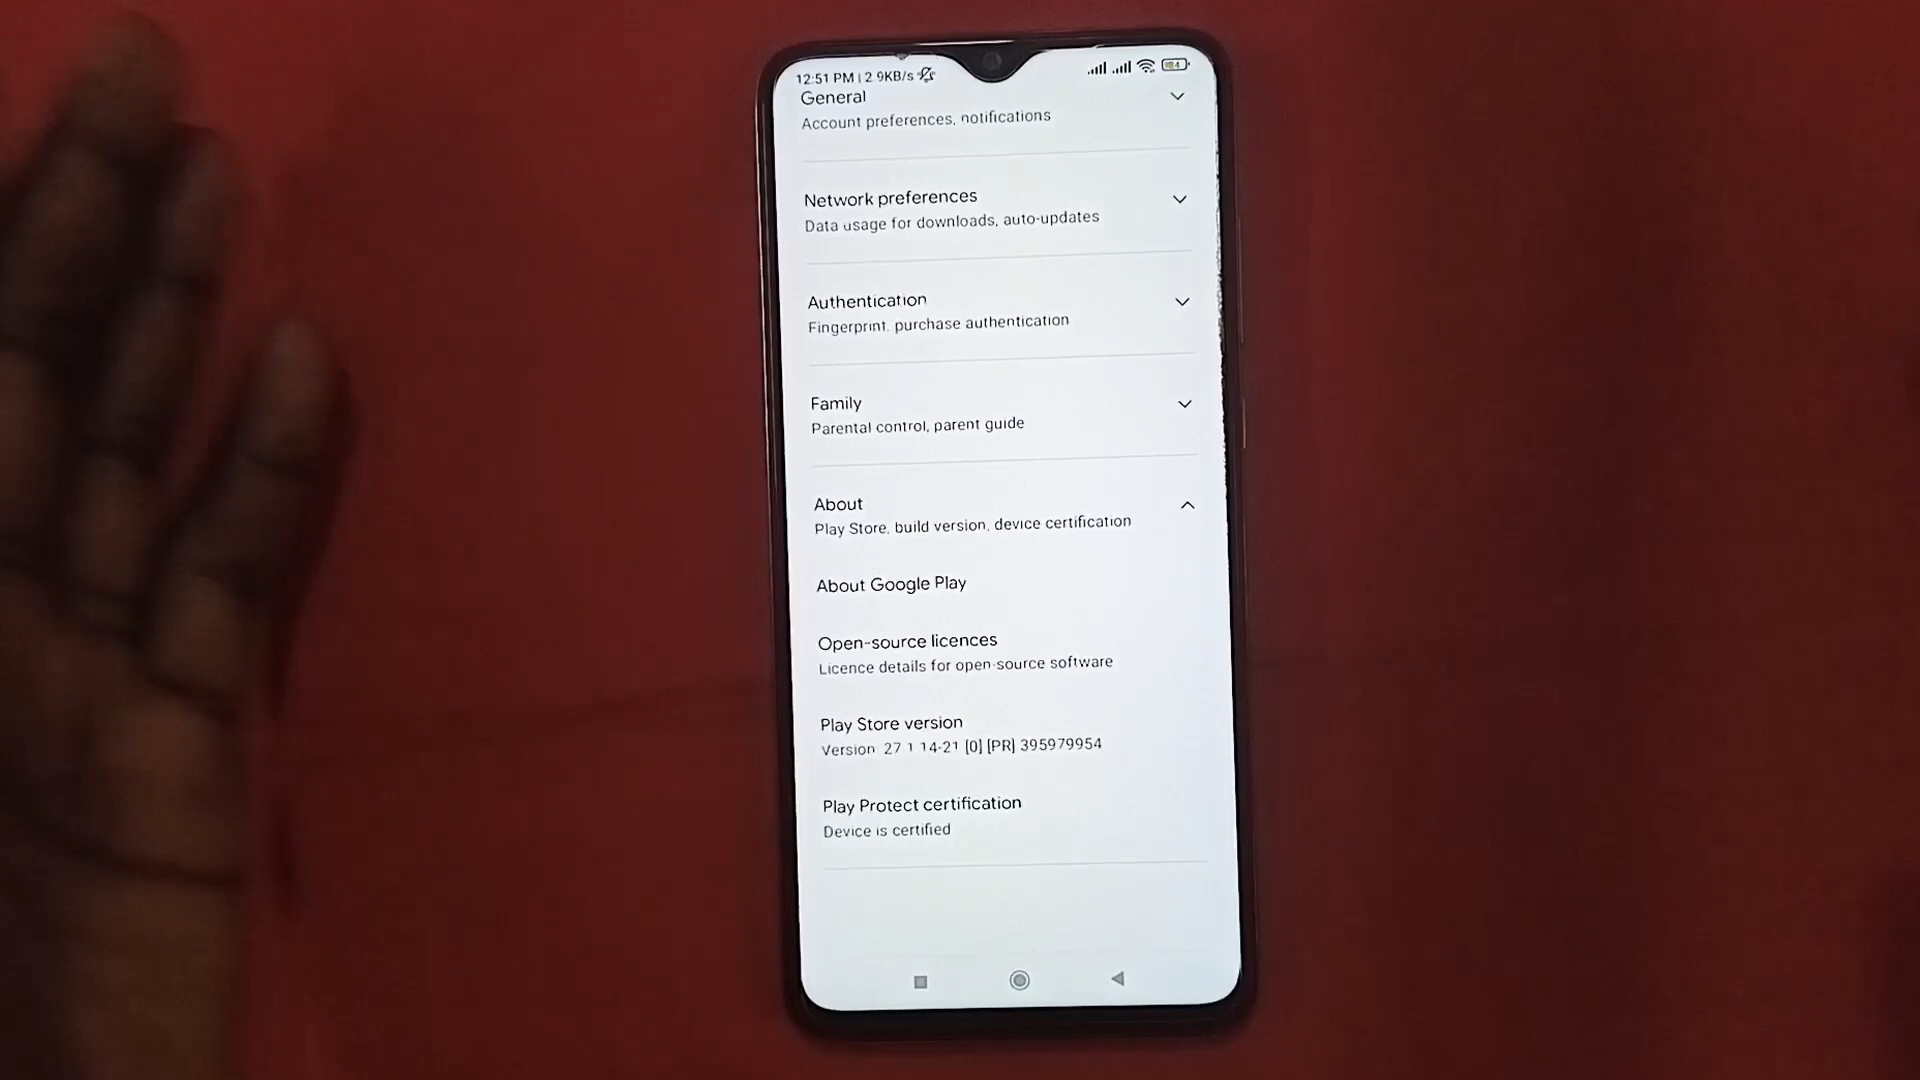 12:51 PM | 2.9KB/s
General
Account preferences, notifications
Network preferences
Data usage for downloads, auto-updates
Authentication
Fingerprint, purchase authentication
Family
Parental control, parent guide
About
Play Store, build version, device certification
About Google Play
Open-source licences
Licence details for open-source software
Play Store version
Version: 27.1.14-21 [0] [PR] 395979954
Play Protect certification
Device is certified